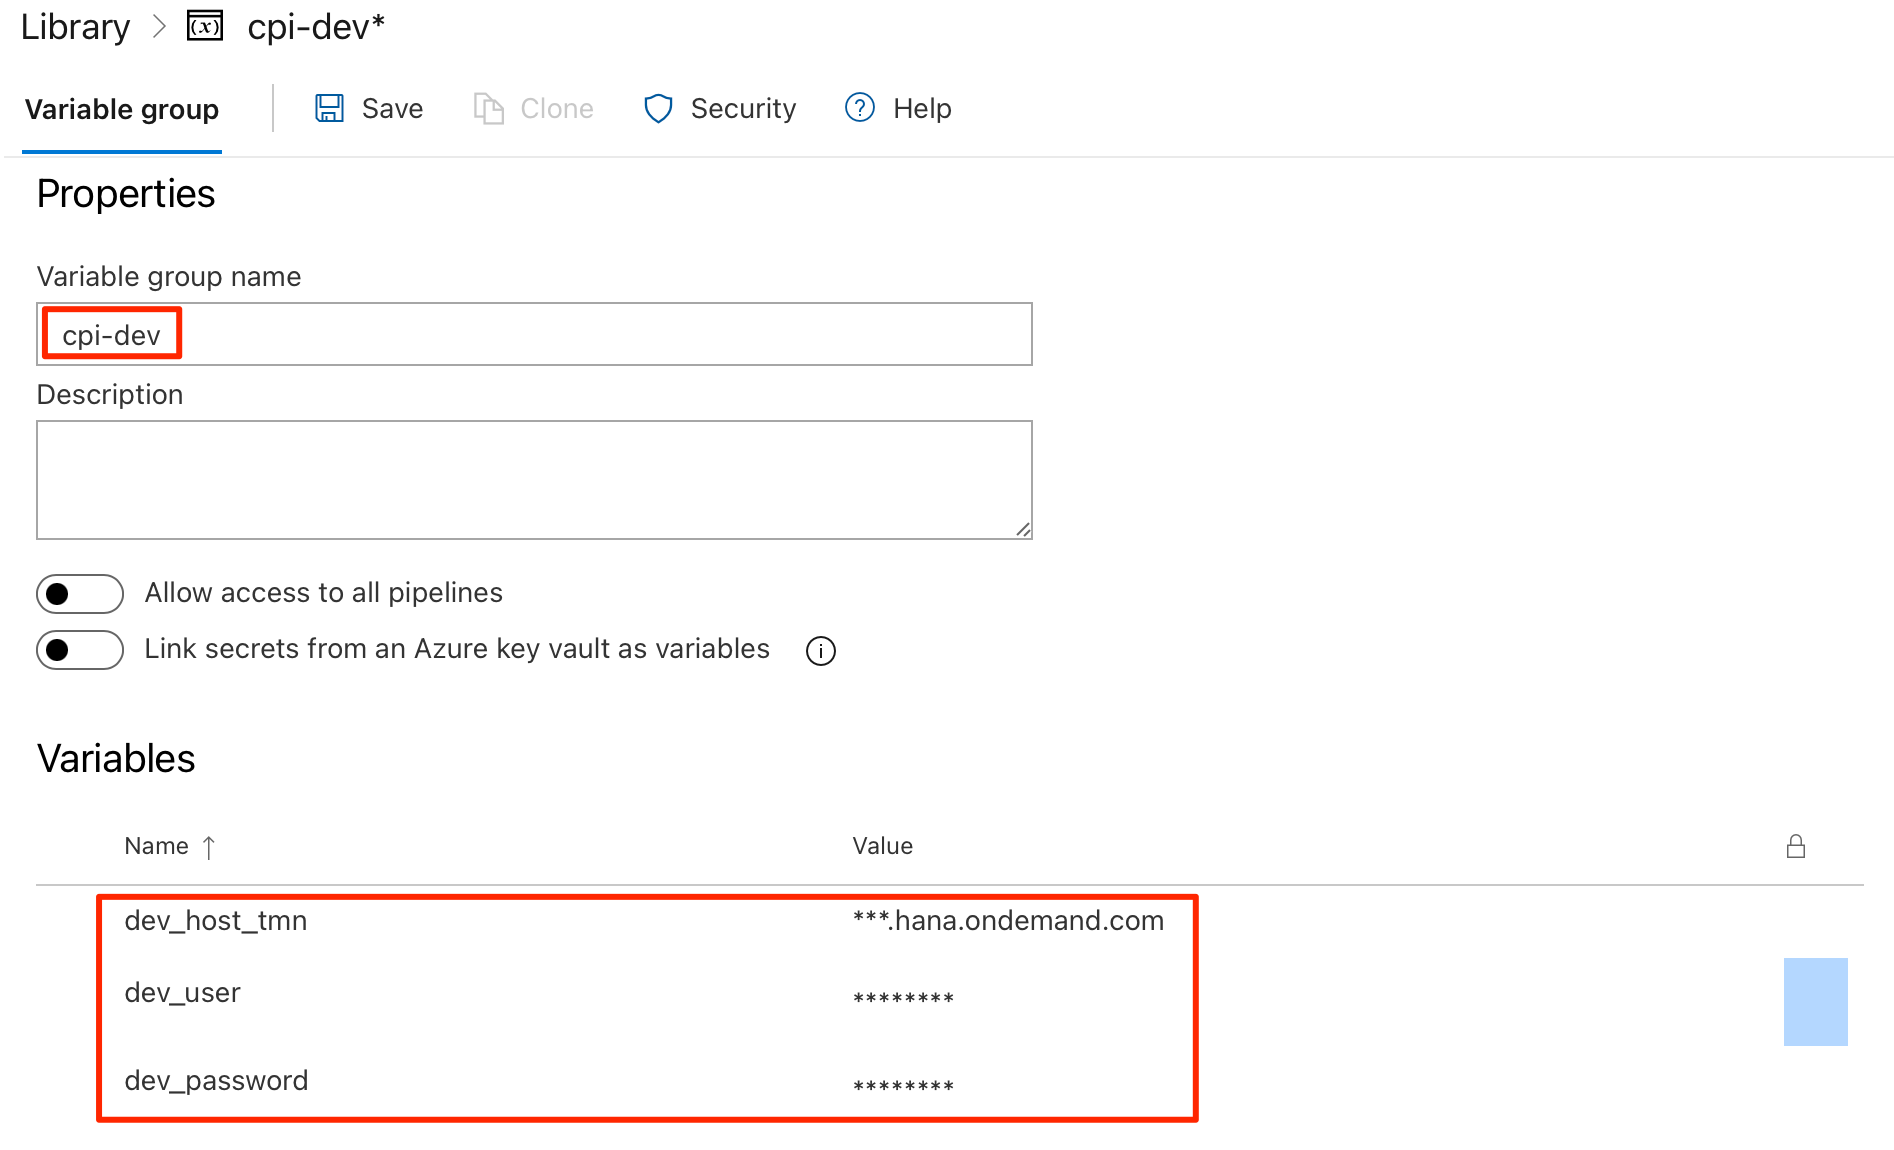 Library > (x) cpi-dev*
Variable group Save Clone Security ? Help
Properties
Variable group name
cpi-dev
Description
Allow access to all pipelines
Link secrets from an Azure key vault as variables i
Variables
Name ↑ Value
dev_host_tmn ***.hana.ondemand.com
dev_user ********
dev_password ********